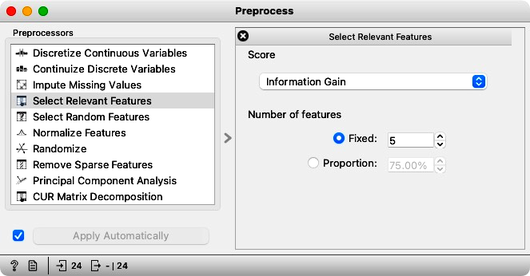 Preprocess
Preprocessors
Discretize Continuous Variables
Continuize Discrete Variables
Impute Missing Values
Select Relevant Features
Select Random Features
Normalize Features
Randomize
Remove Sparse Features
Principal Component Analysis
CUR Matrix Decomposition
Apply Automatically
Select Relevant Features
Score
Information Gain
Number of features
Fixed: 5
Proportion: 75.00%
? 24 - | 24